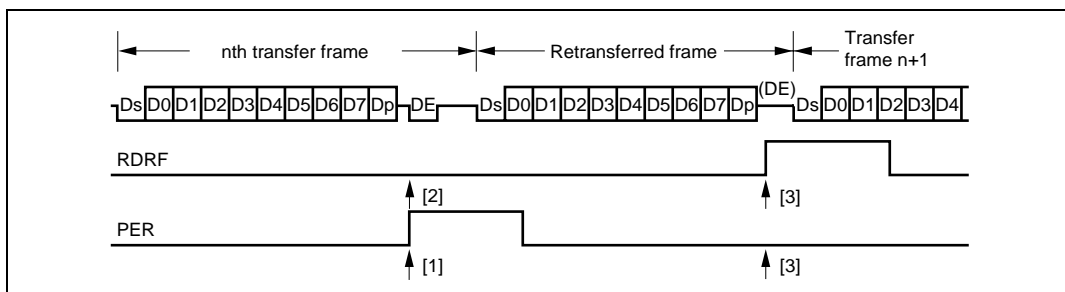 nth transfer frame Retransferred frame Transfer
frame n+1
Ds D0 D1 D2 D3 D4 D5 D6 D7 Dp DE Ds D0 D1 D2 D3 D4 D5 D6 D7 Dp (DE) Ds D0 D1 D2 D3 D4
RDRF
[2] [3]
PER
[1] [3]